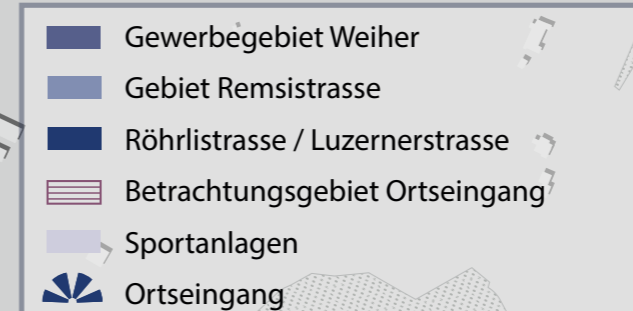 Gewerbegebiet Weiher
Gebiet Remsistrasse
Röhrlistrasse / Luzernerstrasse
Betrachtungsgebiet Ortseingang
Sportanlagen
Ortseingang